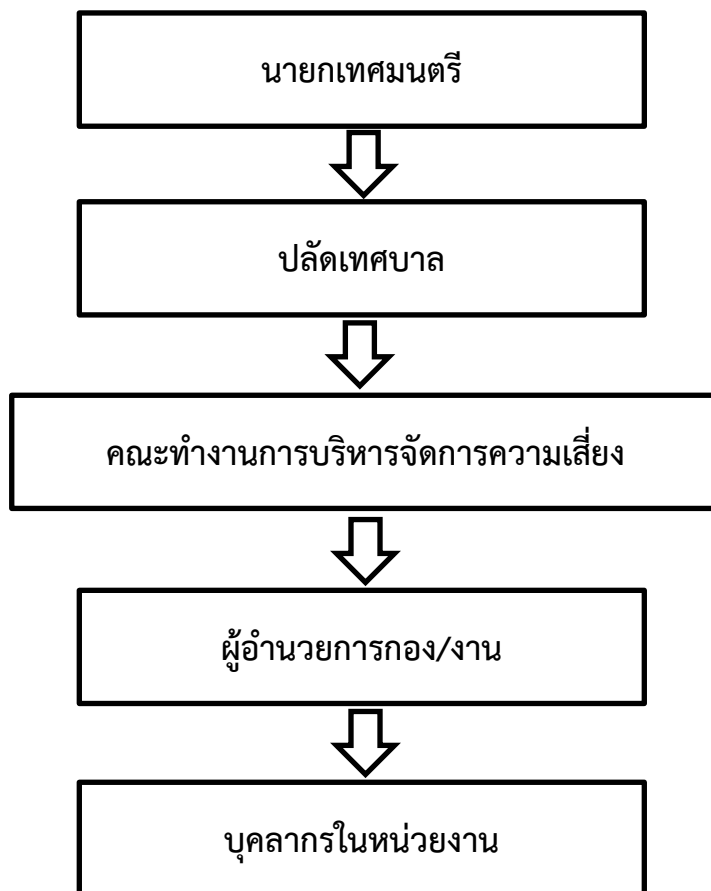 นายกเทศมนตรี
ปลัดเทศบาล
คณะทำงานการบริหารจัดการความเสี่ยง
ผู้อำนวยการกอง/งาน
บุคลากรในหน่วยงาน